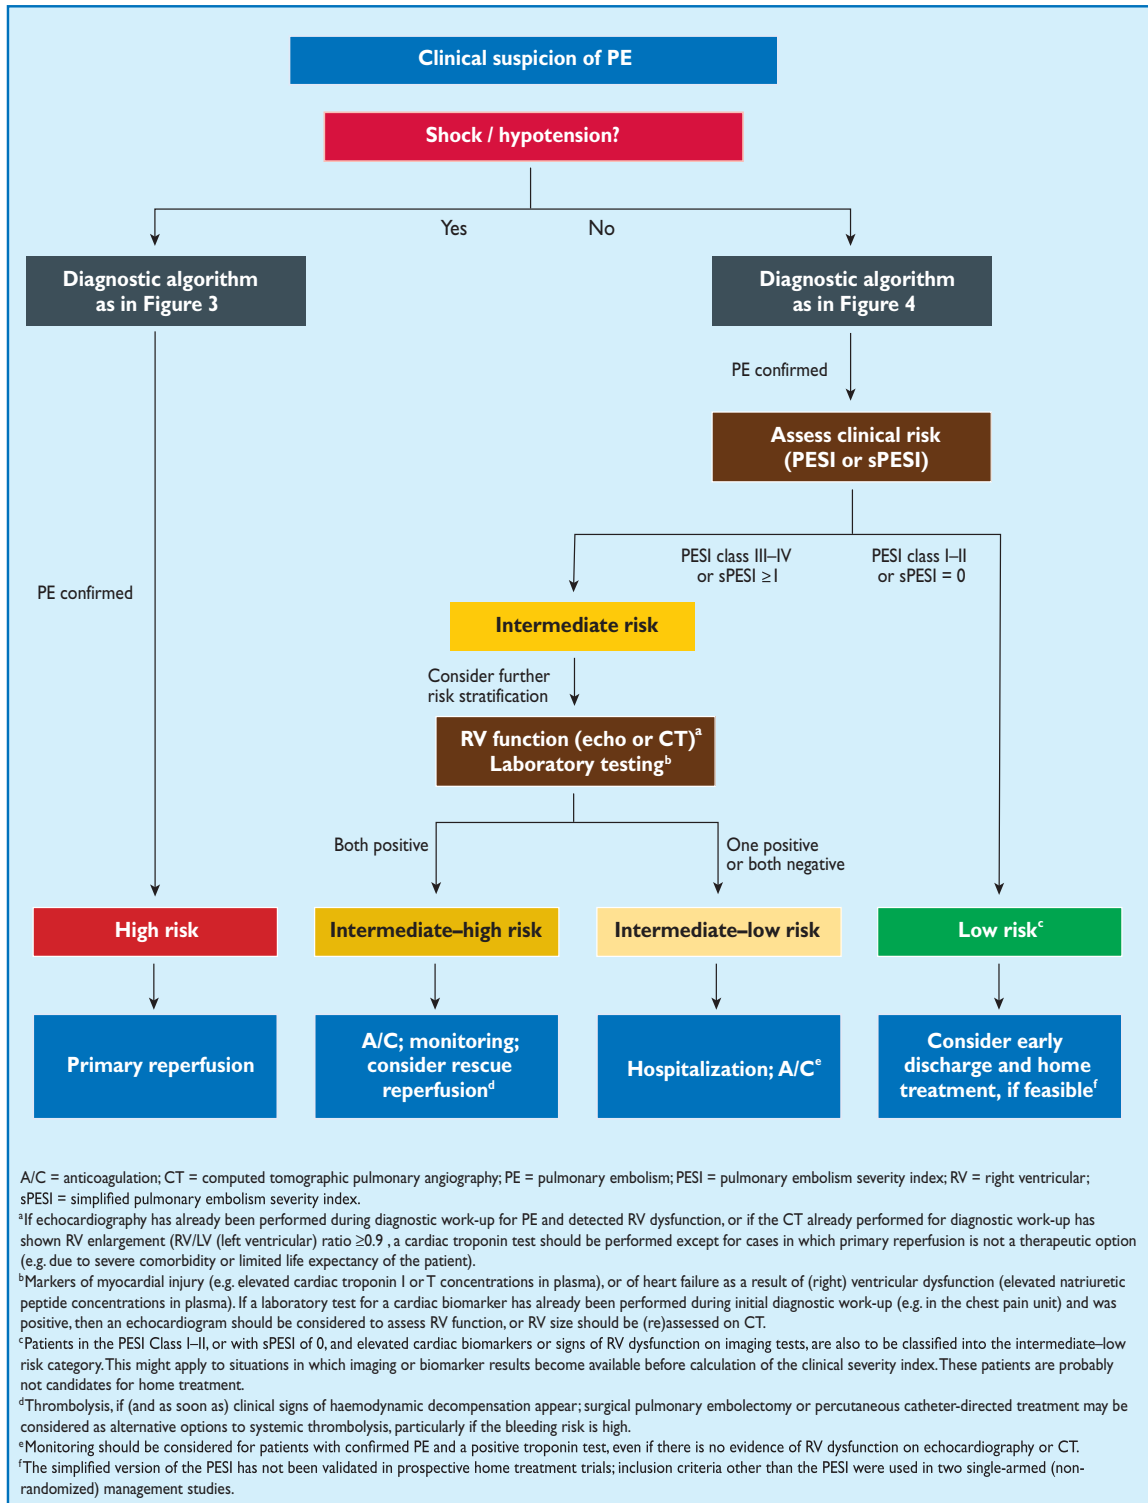 Clinical suspicion of PE
Shock / hypotension?
Yes
No
Diagnostic algorithm
as in Figure 3
Diagnostic algorithm
as in Figure 4
PE confirmed
Assess clinical risk
(PESI or sPESI)
PESI class III–IV
or sPESI ≥1
PESI class I–II
or sPESI = 0
PE confirmed
Intermediate risk
Consider further
risk stratification
RV function (echo or CT)a
Laboratory testingb
Both positive
One positive
or both negative
High risk
Intermediate–high risk
Intermediate–low risk
Low riskc
Primary reperfusion
A/C; monitoring;
consider rescue
reperfusiond
Hospitalization; A/Ce
Consider early
discharge and home
treatment, if feasiblef
A/C = anticoagulation; CT = computed tomographic pulmonary angiography; PE = pulmonary embolism; PESI = pulmonary embolism severity index; RV = right ventricular;
sPESI = simplified pulmonary embolism severity index.
aIf echocardiography has already been performed during diagnostic work-up for PE and detected RV dysfunction, or if the CT already performed for diagnostic work-up has
shown RV enlargement (RV/LV (left ventricular) ratio ≥0.9 , a cardiac troponin test should be performed except for cases in which primary reperfusion is not a therapeutic option
(e.g. due to severe comorbidity or limited life expectancy of the patient).
bMarkers of myocardial injury (e.g. elevated cardiac troponin I or T concentrations in plasma), or of heart failure as a result of (right) ventricular dysfunction (elevated natriuretic
peptide concentrations in plasma). If a laboratory test for a cardiac biomarker has already been performed during initial diagnostic work-up (e.g. in the chest pain unit) and was
positive, then an echocardiogram should be considered to assess RV function, or RV size should be (re)assessed on CT.
cPatients in the PESI Class I–II, or with sPESI of 0, and elevated cardiac biomarkers or signs of RV dysfunction on imaging tests, are also to be classified into the intermediate–low
risk category. This might apply to situations in which imaging or biomarker results become available before calculation of the clinical severity index. These patients are probably
not candidates for home treatment.
dThrombolysis, if (and as soon as) clinical signs of haemodynamic decompensation appear; surgical pulmonary embolectomy or percutaneous catheter-directed treatment may be
considered as alternative options to systemic thrombolysis, particularly if the bleeding risk is high.
eMonitoring should be considered for patients with confirmed PE and a positive troponin test, even if there is no evidence of RV dysfunction on echocardiography or CT.
fThe simplified version of the PESI has not been validated in prospective home treatment trials; inclusion criteria other than the PESI were used in two single-armed (non-
randomized) management studies.